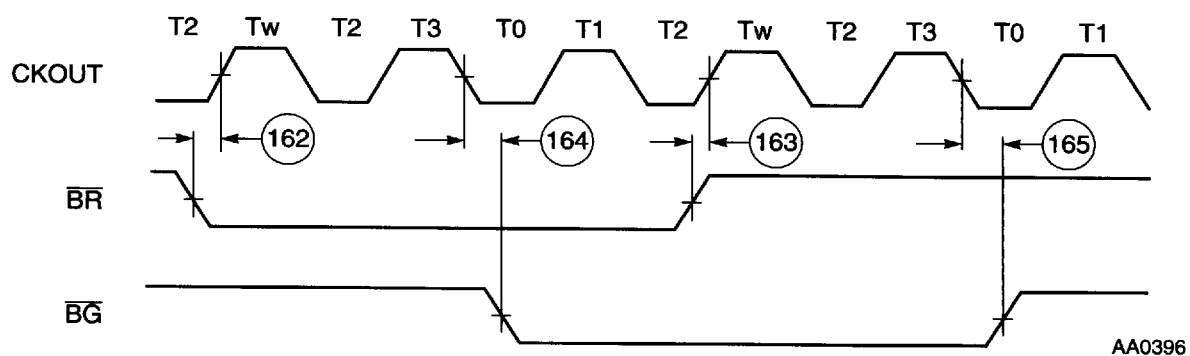 T2 Tw T2 T3 T0 T1 T2 Tw T2 T3 T0 T1
CKOUT
162 164 163 165
BR
BG
AA0396